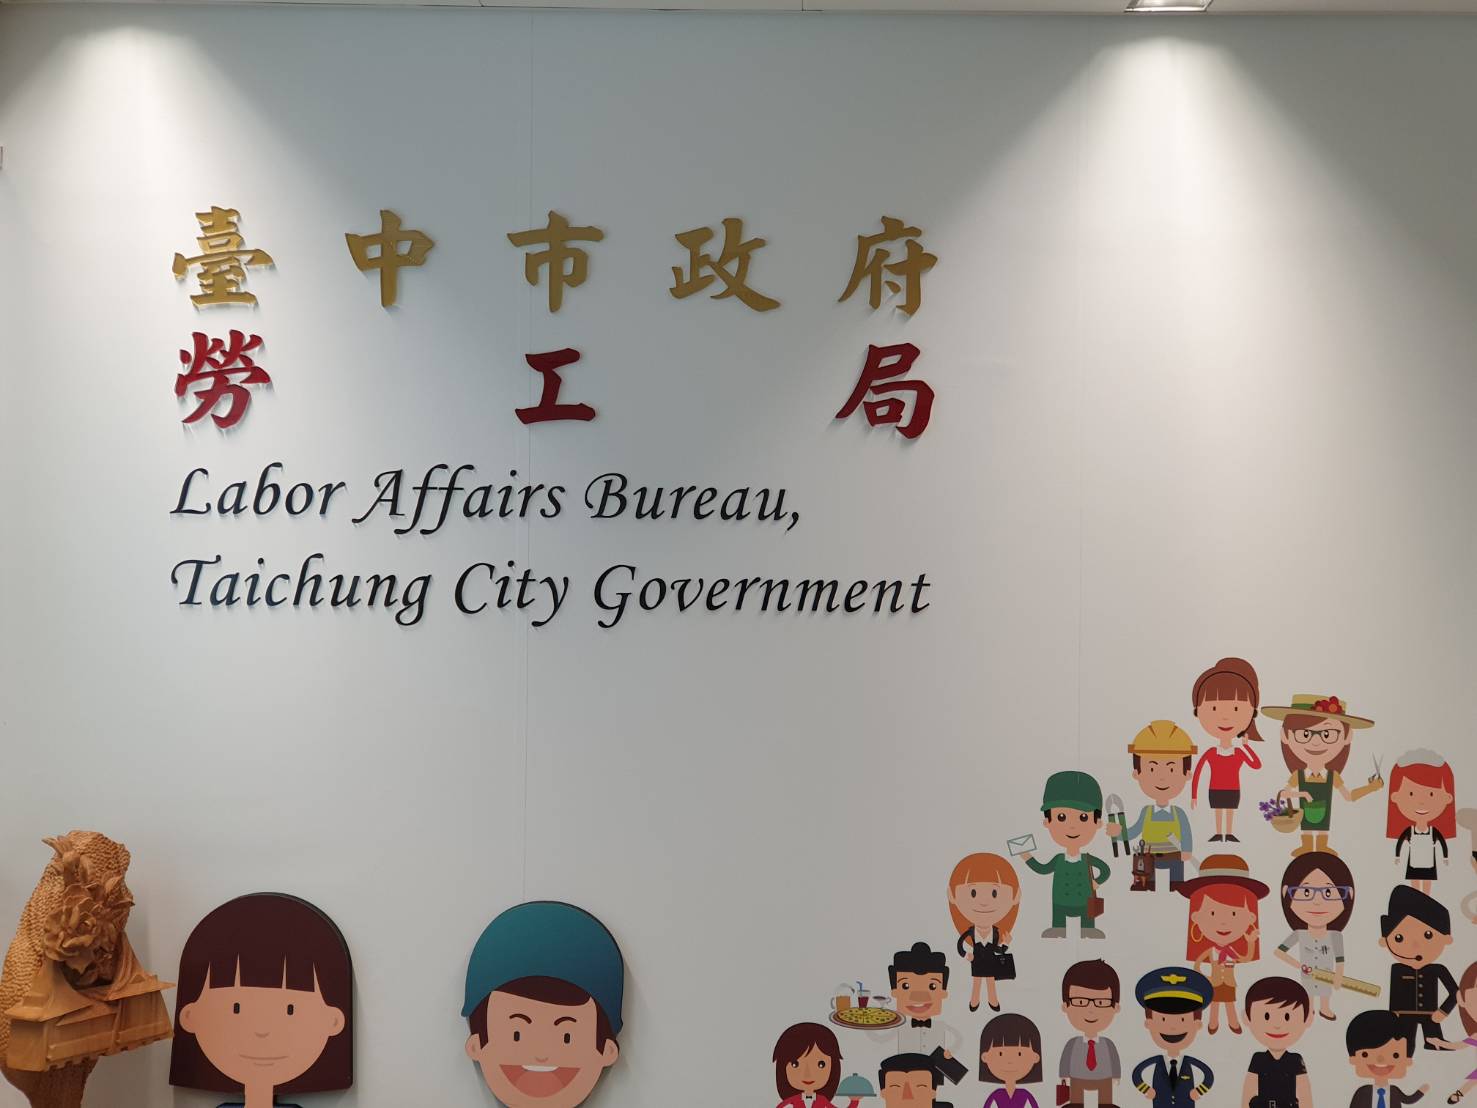 臺中市政府
勞工局
Labor Affairs Bureau,
Taichung City Government